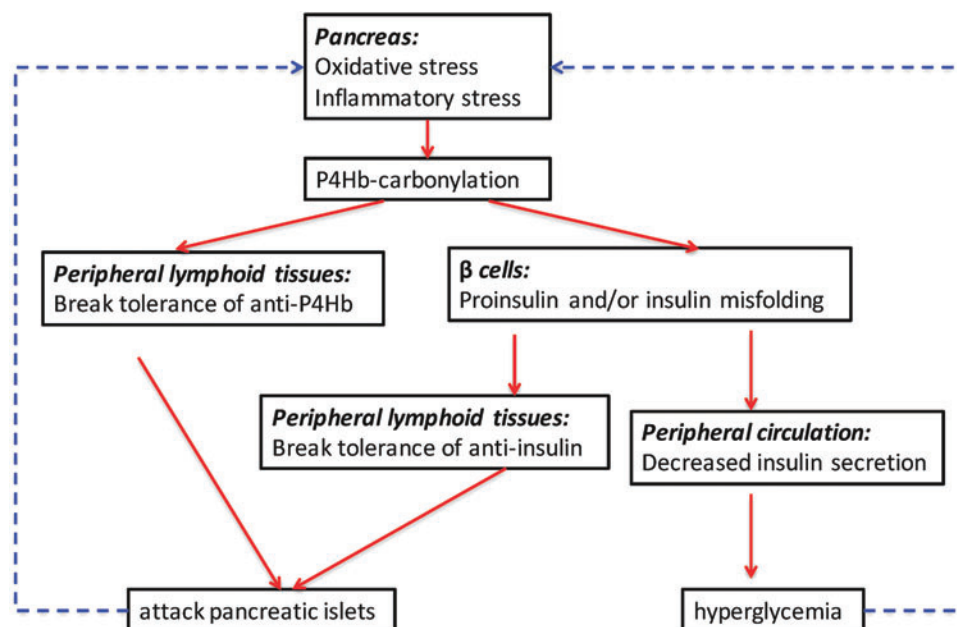 Pancreas:
Oxidative stress
Inflammatory stress
P4Hb-carbonylation
Peripheral lymphoid tissues:
Break tolerance of anti-P4Hb
β cells:
Proinsulin and/or insulin misfolding
Peripheral lymphoid tissues:
Break tolerance of anti-insulin
Peripheral circulation:
Decreased insulin secretion
attack pancreatic islets
hyperglycemia